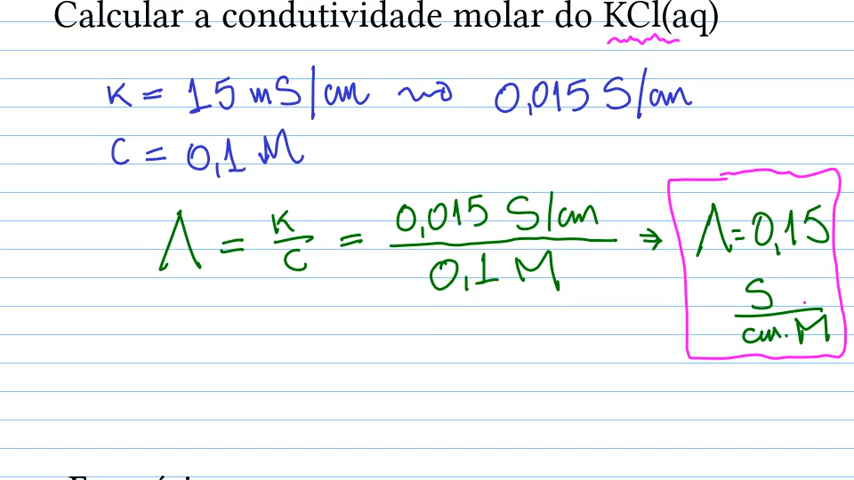 Calcular a condutividade molar do KCl(aq)
κ = 15 mS/cm ⟿ 0,015 S/cm
C = 0,1 M
Λ = κ/C = 0,015 S/cm / 0,1 M ⇒ Λ = 0,15 S/cm.M